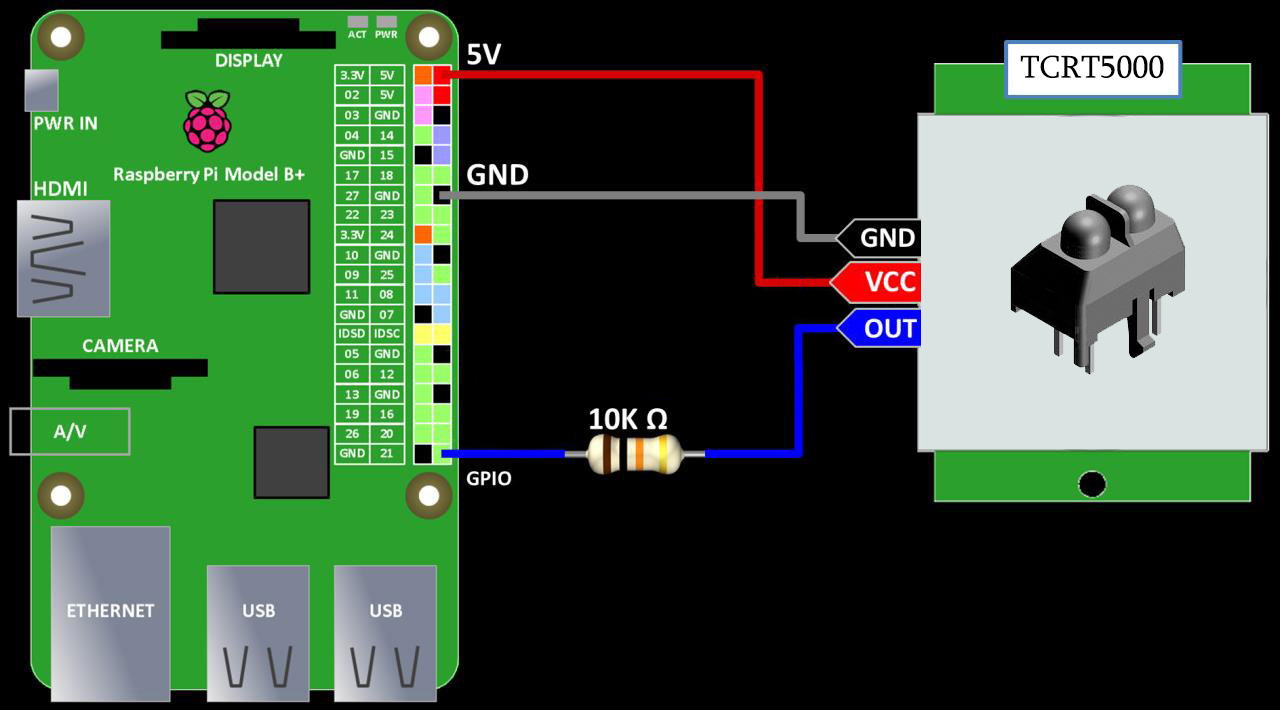 ACT PWR
DISPLAY
PWR IN
Raspberry Pi Model B+
HDMI
CAMERA
A/V
ETHERNET
USB
USB
3.3V 5V
02 5V
03 GND
04 14
GND 15
17 18
27 GND
22 23
3.3V 24
10 GND
09 25
11 08
GND 07
IDSD IDSC
05 GND
06 12
13 GND
19 16
26 20
GND 21
5V
GND
GPIO
10K Ω
GND
VCC
OUT
TCRT5000